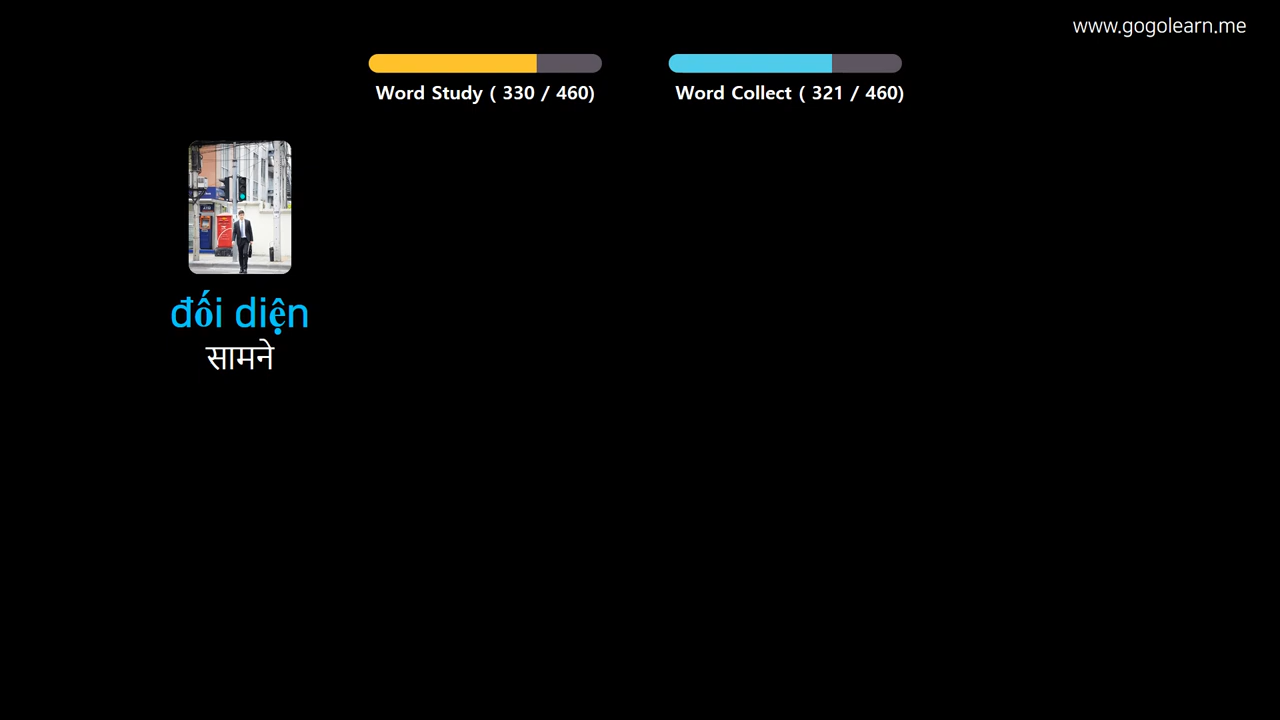 www.gogolearn.me
Word Study ( 330 / 460)
Word Collect ( 321 / 460)
đối diện
सामने